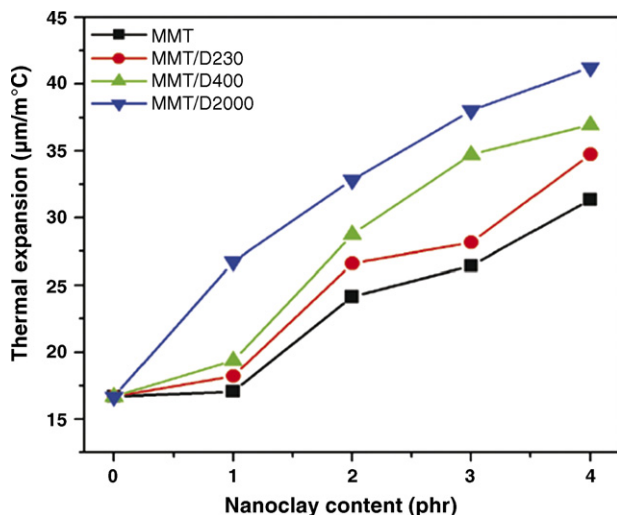 45
40
35
30
25
20
15
Thermal expansion (µm/m°C)
MMT
MMT/D230
MMT/D400
MMT/D2000
0 1 2 3 4
Nanoclay content (phr)